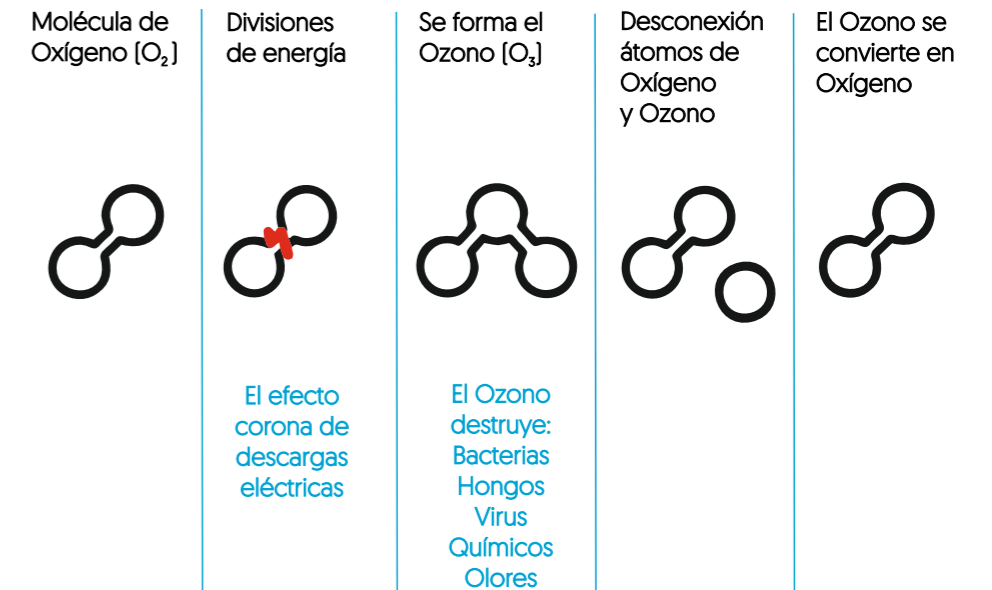 Molécula de
Oxígeno (O₂)
Divisiones
de energía
El efecto
corona de
descargas
eléctricas
Se forma el
Ozono (O₃)
El Ozono
destruye:
Bacterias
Hongos
Virus
Químicos
Olores
Desconexión
átomos de
Oxígeno
y Ozono
El Ozono se
convierte en
Oxígeno